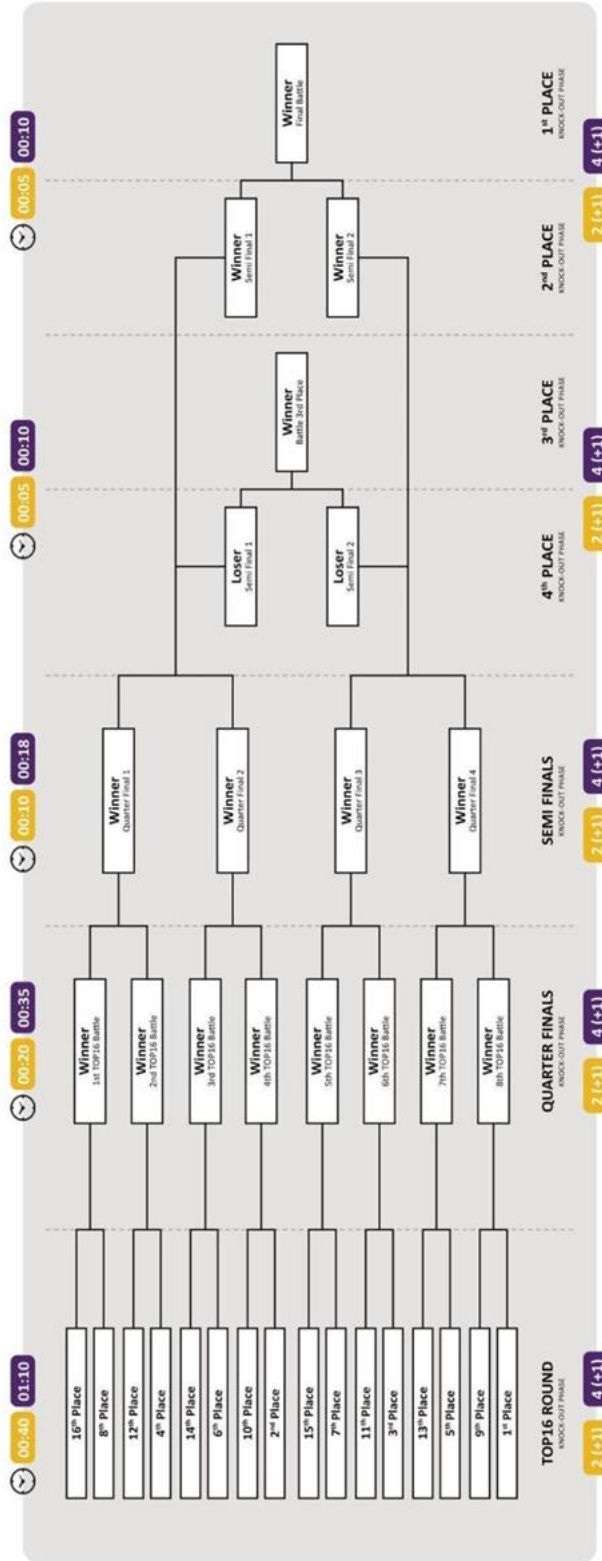 00:40 01:10
00:20 00:35
00:10 00:18
00:05 00:10
00:05 00:10
16th Place
8th Place
12th Place
4th Place
14th Place
6th Place
10th Place
2nd Place
15th Place
7th Place
11th Place
3rd Place
13th Place
5th Place
9th Place
1st Place
Winner
1st TOP16 Battle
Winner
2nd TOP16 Battle
Winner
3rd TOP16 Battle
Winner
4th TOP16 Battle
Winner
5th TOP16 Battle
Winner
6th TOP16 Battle
Winner
7th TOP16 Battle
Winner
8th TOP16 Battle
Winner
Quarter Final 1
Winner
Quarter Final 2
Winner
Quarter Final 3
Winner
Quarter Final 4
Loser
Semi Final 1
Loser
Semi Final 2
Winner
Battle 3rd Place
Winner
Semi Final 1
Winner
Semi Final 2
Winner
Final Battle
TOP16 ROUND
KNOCK-OUT PHASE
QUARTER FINALS
KNOCK-OUT PHASE
SEMI FINALS
KNOCK-OUT PHASE
4th PLACE
KNOCK-OUT PHASE
3rd PLACE
KNOCK-OUT PHASE
2nd PLACE
KNOCK-OUT PHASE
1st PLACE
KNOCK-OUT PHASE
2 (+1) 4 (+1)
2 (+1) 4 (+1)
2 (+1) 4 (+1)
2 (+1) 4 (+1)
2 (+1) 4 (+1)